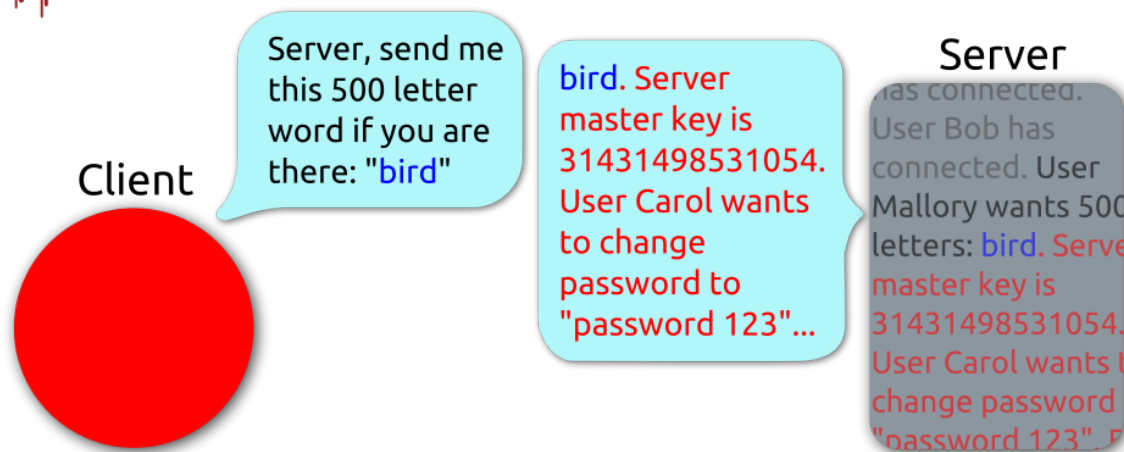 Client
Server, send me
this 500 letter
word if you are
there: "bird"
bird. Server
master key is
31431498531054.
User Carol wants
to change
password to
"password 123"...
Server
has connected.
User Bob has
connected. User
Mallory wants 500
letters: bird. Serve
master key is
31431498531054.
User Carol wants t
change password
"password 123".